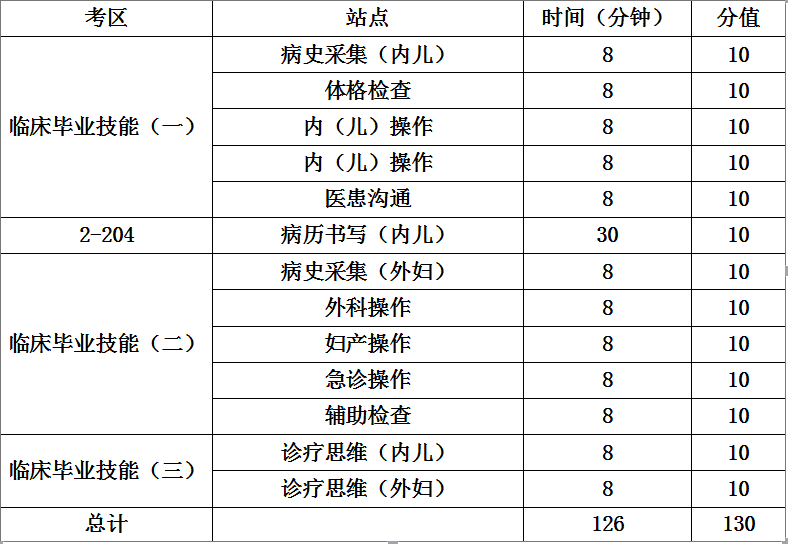 考区 站点 时间（分钟） 分值
病史采集（内儿） 8 10
体格检查 8 10
临床毕业技能（一） 内（儿）操作 8 10
内（儿）操作 8 10
医患沟通 8 10
2-204 病历书写（内儿） 30 10
病史采集（外妇） 8 10
外科操作 8 10
临床毕业技能（二） 妇产操作 8 10
急诊操作 8 10
辅助检查 8 10
临床毕业技能（三） 诊疗思维（内儿） 8 10
诊疗思维（外妇） 8 10
总计 126 130